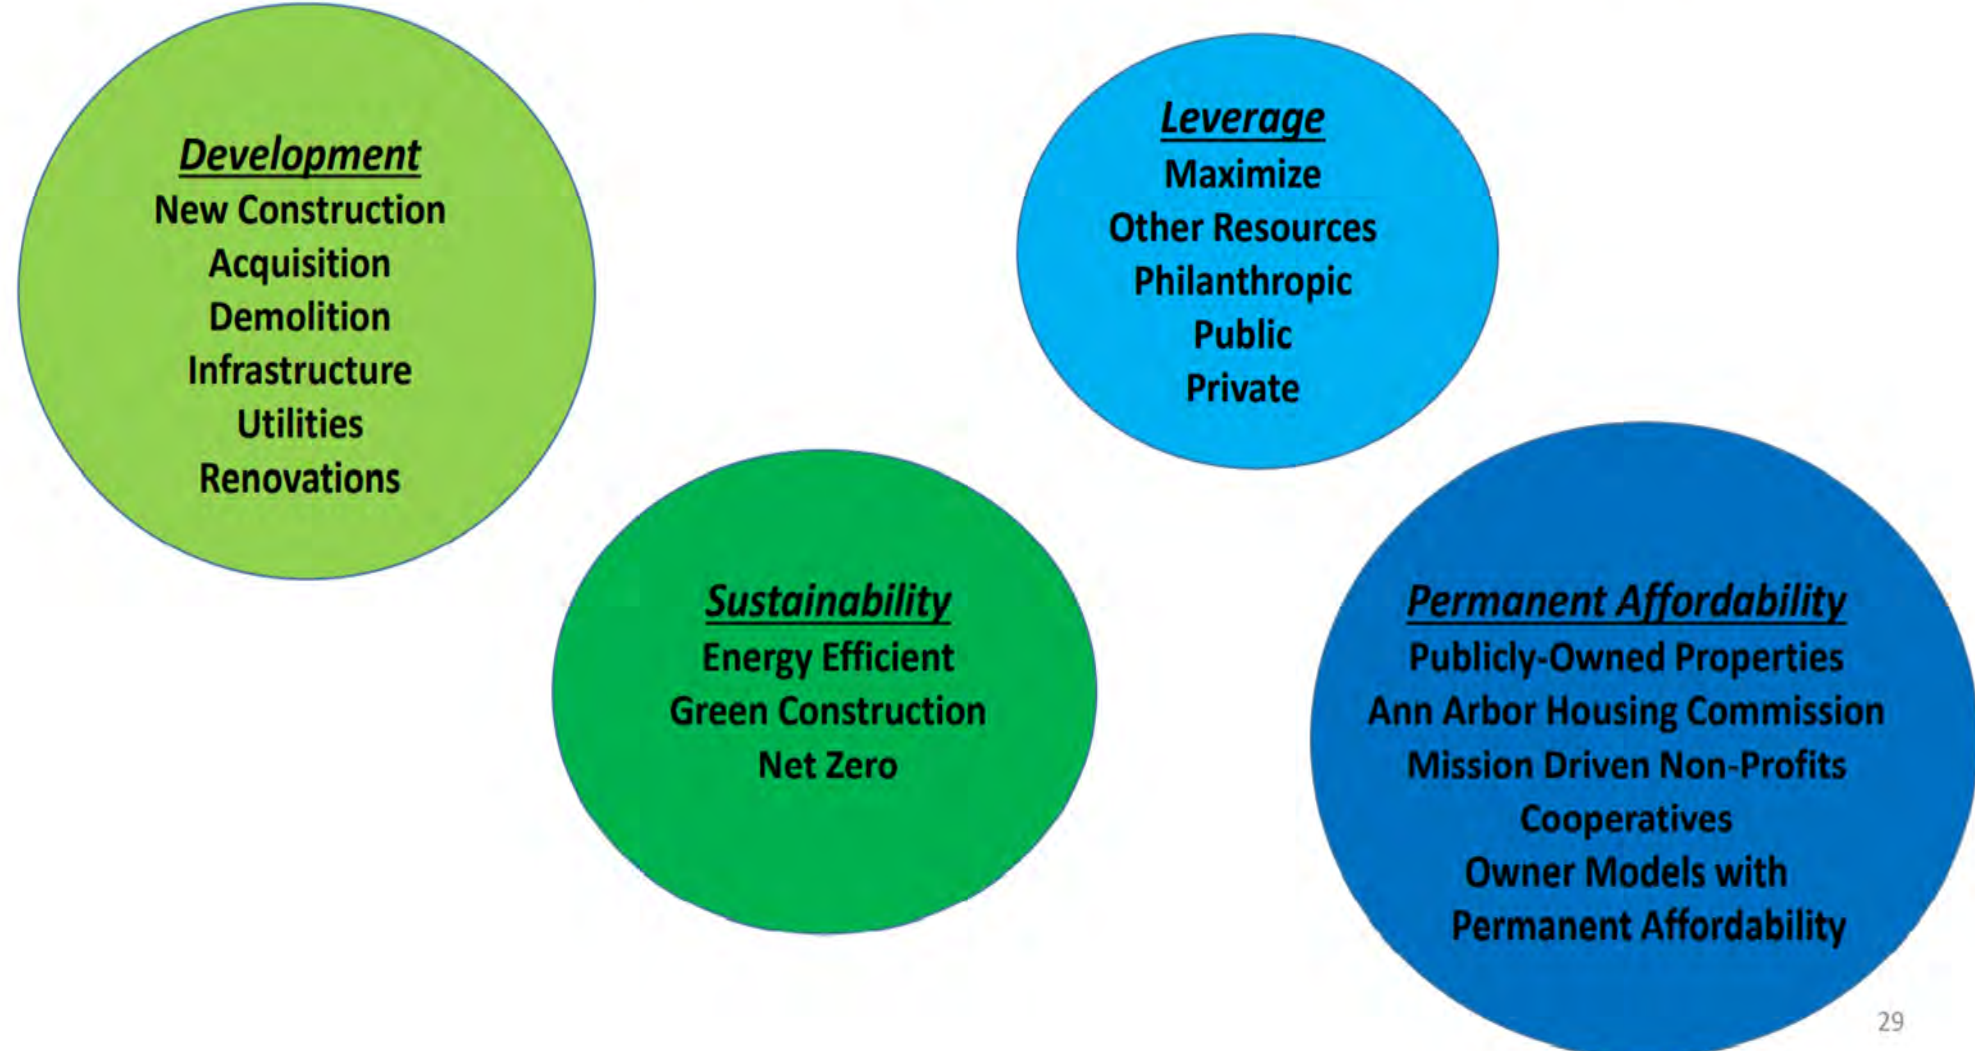 Development
New Construction
Acquisition
Demolition
Infrastructure
Utilities
Renovations
Leverage
Maximize
Other Resources
Philanthropic
Public
Private
Sustainability
Energy Efficient
Green Construction
Net Zero
Permanent Affordability
Publicly-Owned Properties
Ann Arbor Housing Commission
Mission Driven Non-Profits
Cooperatives
Owner Models with
Permanent Affordability
29